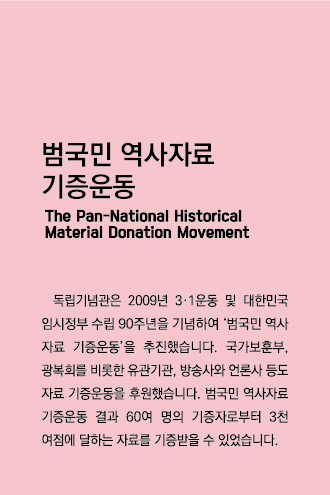 범국민 역사자료
기증운동
The Pan-National Historical
Material Donation Movement
독립기념관은 2009년 3·1운동 및 대한민국
임시정부 수립 90주년을 기념하여 '범국민 역사
자료 기증운동'을 추진했습니다. 국가보훈부,
광복회를 비롯한 유관기관, 방송사와 언론사 등도
자료 기증운동을 후원했습니다. 범국민 역사자료
기증운동 결과 60여 명의 기증자로부터 3천
여점에 달하는 자료를 기증받을 수 있었습니다.